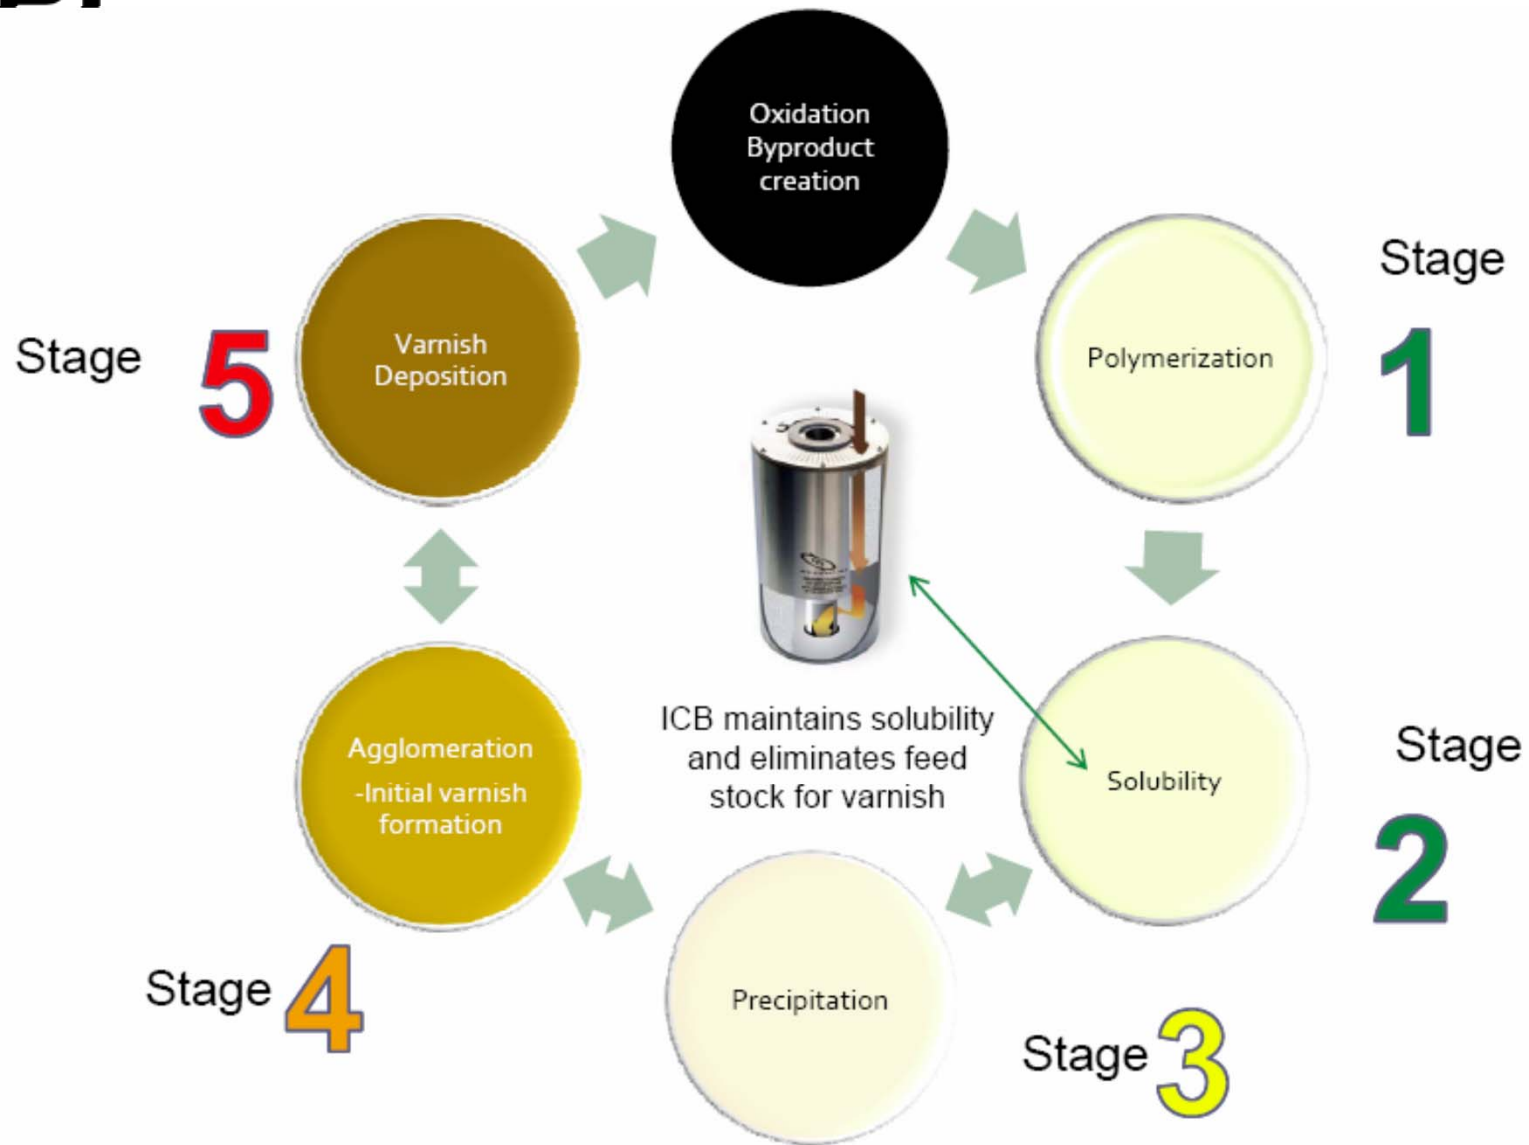 Oxidation
Byproduct
creation
Stage
1
Polymerization
Varnish
Deposition
Stage
5
ICB maintains solubility
and eliminates feed
stock for varnish
Stage
2
Solubility
Agglomeration
-Initial varnish
formation
Stage 4
Precipitation
Stage 3